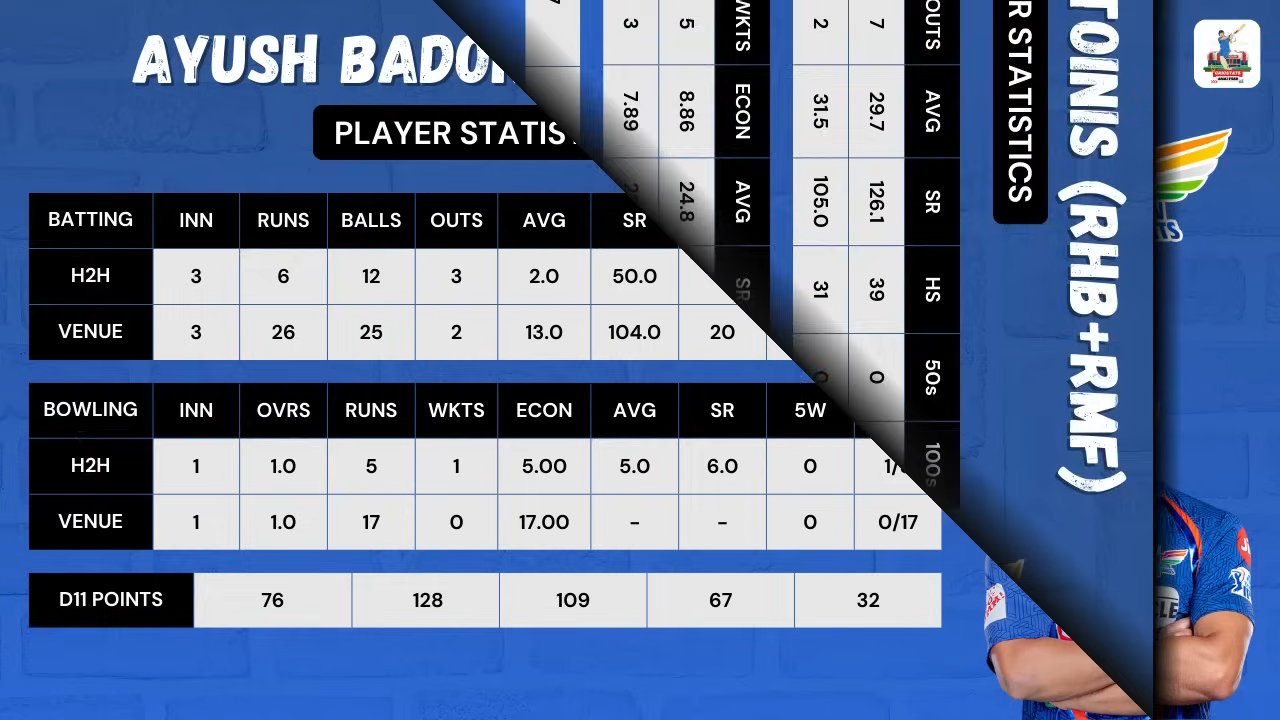 AYUSH BADO
PLAYER STATIS
BATTING INN RUNS BALLS OUTS AVG SR
H2H 3 6 12 3 2.0 50.0
VENUE 3 26 25 2 13.0 104.0 20
BOWLING INN OVRS RUNS WKTS ECON AVG SR 5W
H2H 1 1.0 5 1 5.00 5.0 6.0 0 1/
VENUE 1 1.0 17 0 17.00 - - 0 0/17
D11 POINTS 76 128 109 67 32
TOINIS (RHB+RMF)
R STATISTICS
OUTS AVG SR HS 50s 100s
7 29.7 126.1 39 0
2 31.5 105.0 31 0
WKTS ECON AVG SR
5 8.86 24.8
3 7.89